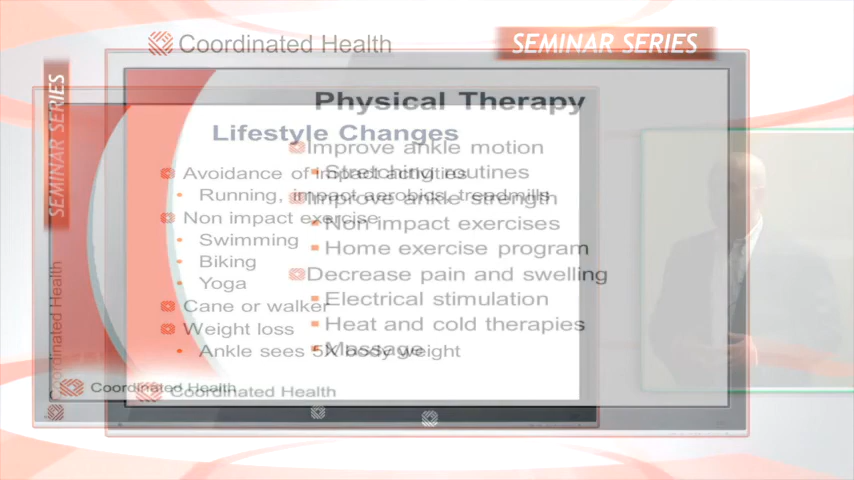 Coordinated Health
SEMINAR SERIES
SEMINAR SERIES
Physical Therapy
Lifestyle Changes
Improve ankle motion
Avoidance of impact activities
Stretching routines
Running, impact aerobics, treadmills
Improve ankle strength
Non impact exercise
Non impact exercises
Swimming
Home exercise program
Biking
Decrease pain and swelling
Yoga
Electrical stimulation
Cane or walker
Heat and cold therapies
Weight loss
Massage
Ankle sees 5X body weight
Coordinated Health
Coordinated Health
Coordinated Health